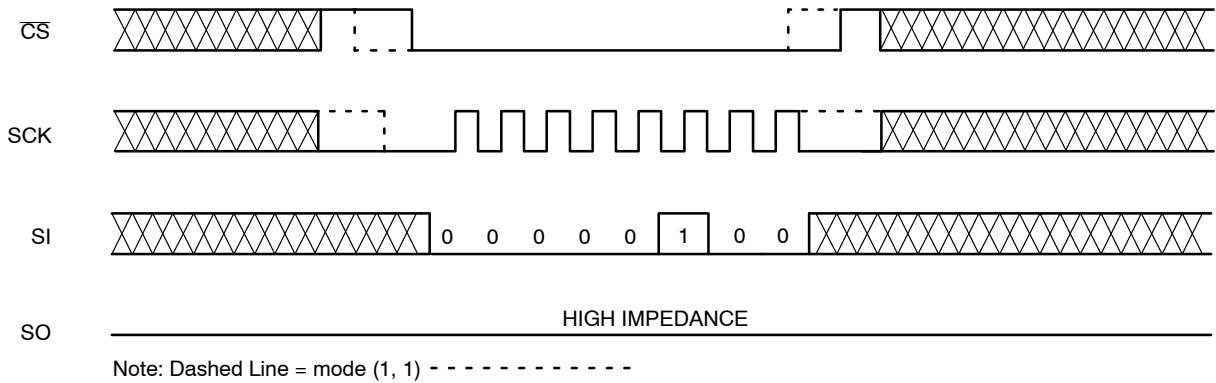 C̅S̅
SCK
SI 0 0 0 0 0 1 0 0
SO HIGH IMPEDANCE
Note: Dashed Line = mode (1, 1)